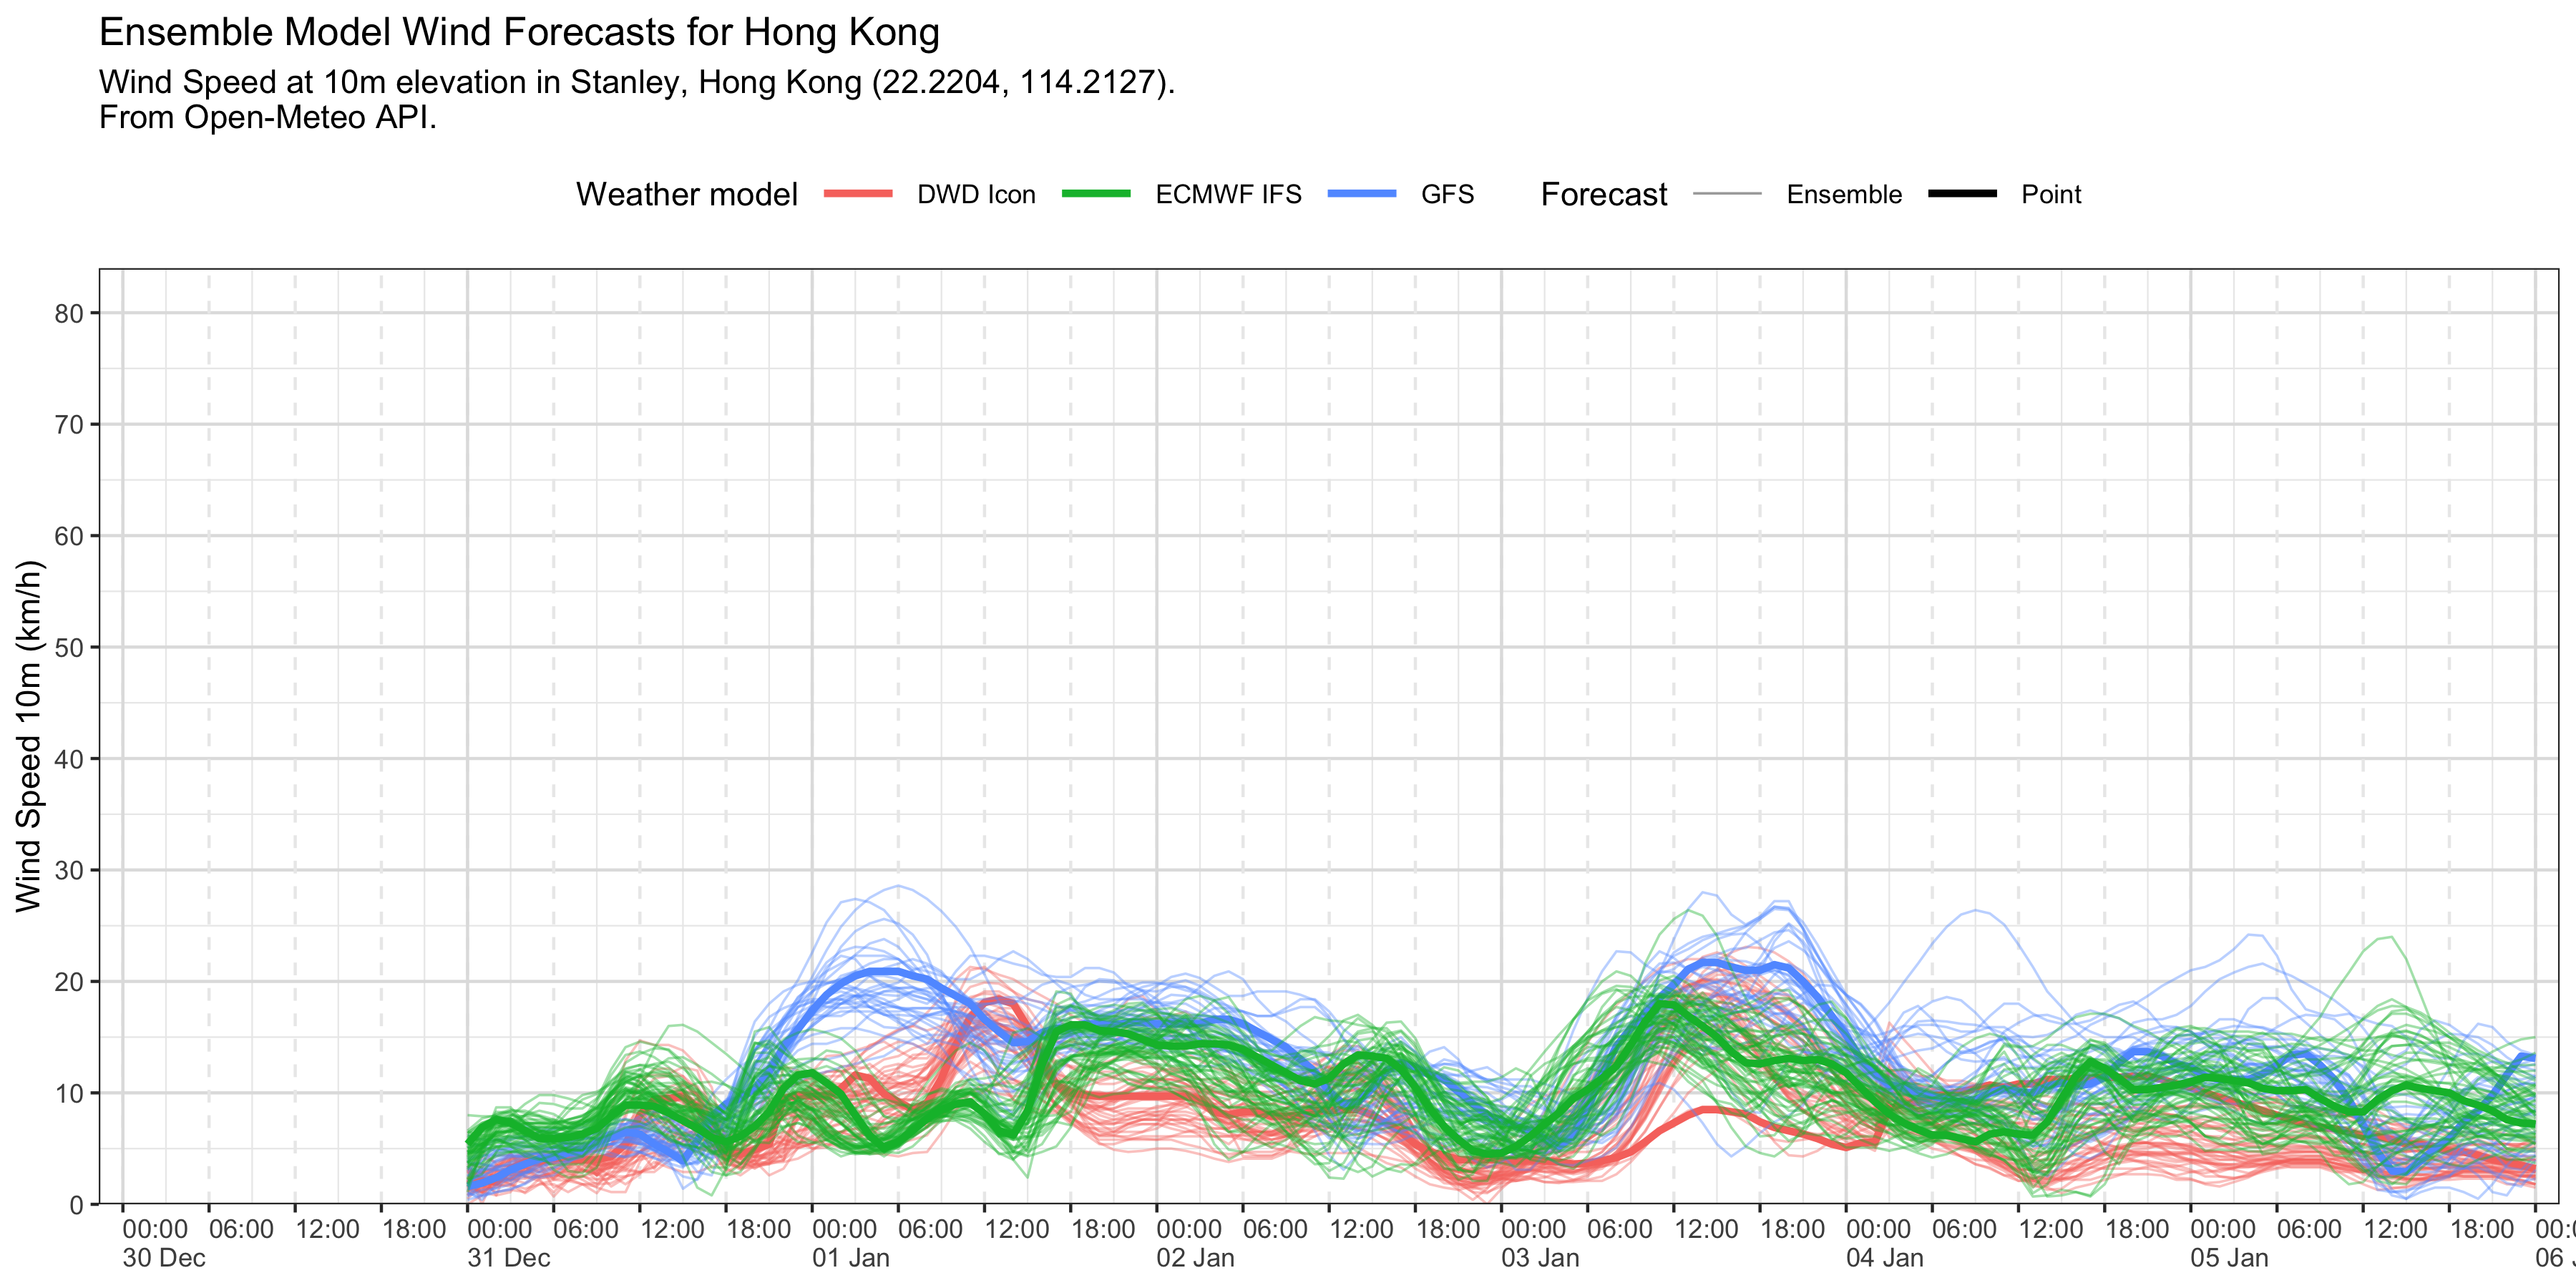 Ensemble Model Wind Forecasts for Hong Kong
Wind Speed at 10m elevation in Stanley, Hong Kong (22.2204, 114.2127).
From Open-Meteo API.
Weather model DWD Icon ECMWF IFS GFS Forecast Ensemble Point
Wind Speed 10m (km/h)
80
70
60
50
40
30
20
10
0
00:00 06:00 12:00 18:00 00:00 06:00 12:00 18:00 00:00 06:00 12:00 18:00 00:00 06:00 12:00 18:00 00:00 06:00 12:00 18:00 00:00 06:00 12:00 18:00 00:00 06:00 12:00 18:00
30 Dec 31 Dec 01 Jan 02 Jan 03 Jan 04 Jan 05 Jan 06